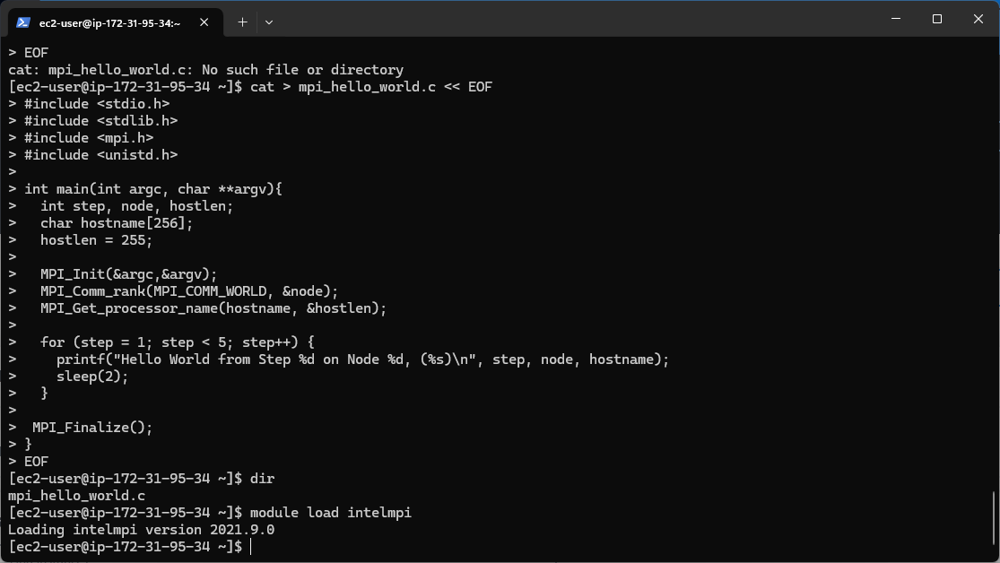 ec2-user@ip-172-31-95-34:~
> EOF
cat: mpi_hello_world.c: No such file or directory
[ec2-user@ip-172-31-95-34 ~]$ cat > mpi_hello_world.c << EOF
> #include <stdio.h>
> #include <stdlib.h>
> #include <mpi.h>
> #include <unistd.h>
>
> int main(int argc, char **argv){
>   int step, node, hostlen;
>   char hostname[256];
>   hostlen = 255;
>
>   MPI_Init(&argc,&argv);
>   MPI_Comm_rank(MPI_COMM_WORLD, &node);
>   MPI_Get_processor_name(hostname, &hostlen);
>
>   for (step = 1; step < 5; step++) {
>     printf("Hello World from Step %d on Node %d, (%s)\n", step, node, hostname);
>     sleep(2);
>   }
>
>  MPI_Finalize();
> }
> EOF
[ec2-user@ip-172-31-95-34 ~]$ dir
mpi_hello_world.c
[ec2-user@ip-172-31-95-34 ~]$ module load intelmpi
Loading intelmpi version 2021.9.0
[ec2-user@ip-172-31-95-34 ~]$